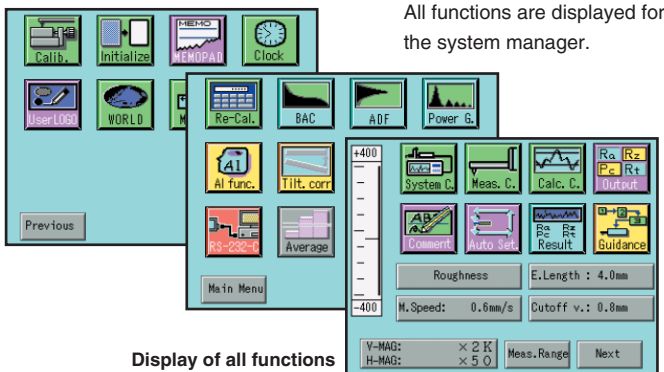 All functions are displayed for
the system manager.
MEMO
Calib.
Initialize
MEMOPAD
Clock
UserLOGO
WORLD
Previous
Re-Cal.
BAC
ADF
Power G.
AI
AI func.
Tilt. corr
RS-232-C
Average
Main Menu
+400
-400
System C.
Meas. C.
Calc. C.
Ra Rz
Pc Rt
Output
ABC
Comment
Auto Set.
Ra Rz
Pc Rt
Result
Guidance
Roughness
E.Length : 4.0mm
M.Speed: 0.6mm/s
Cutoff v.: 0.8mm
V-MAG: ×2K
H-MAG: ×50
Meas.Range
Next
Display of all functions